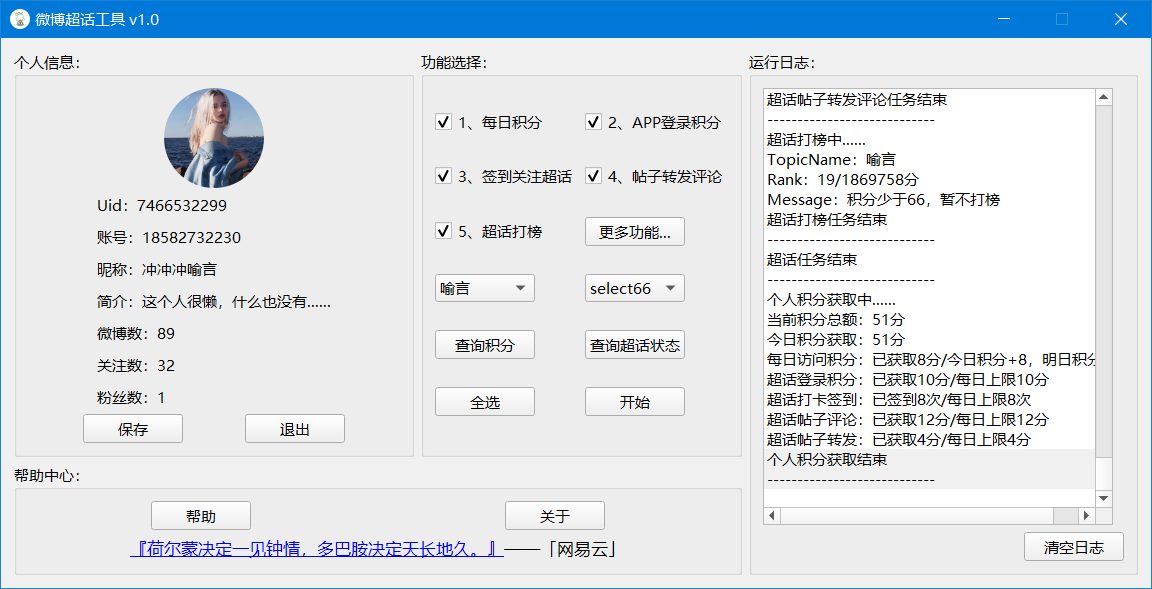 微博超话工具 v1.0
个人信息：
Uid：7466532299
账号：18582732230
昵称：冲冲冲喻言
简介：这个人很懒，什么也没有......
微博数：89
关注数：32
粉丝数：1
保存 退出
功能选择：
1、每日积分 2、APP登录积分
3、签到关注超话 4、帖子转发评论
5、超话打榜 更多功能...
喻言 select66
查询积分 查询超话状态
全选 开始
帮助中心：
帮助 关于
『荷尔蒙决定一见钟情，多巴胺决定天长地久。』——「网易云」
运行日志：
超话帖子转发评论任务结束
----------------------------
超话打榜中......
TopicName：喻言
Rank：19/1869758分
Message：积分少于66，暂不打榜
超话打榜任务结束
----------------------------
超话任务结束
----------------------------
个人积分获取中......
当前积分总额：51分
今日积分获取：51分
每日访问积分：已获取8分/今日积分+8，明日积分
超话登录积分：已获取10分/每日上限10分
超话打卡签到：已签到8次/每日上限8次
超话帖子评论：已获取12分/每日上限12分
超话帖子转发：已获取4分/每日上限4分
个人积分获取结束
----------------------------
清空日志